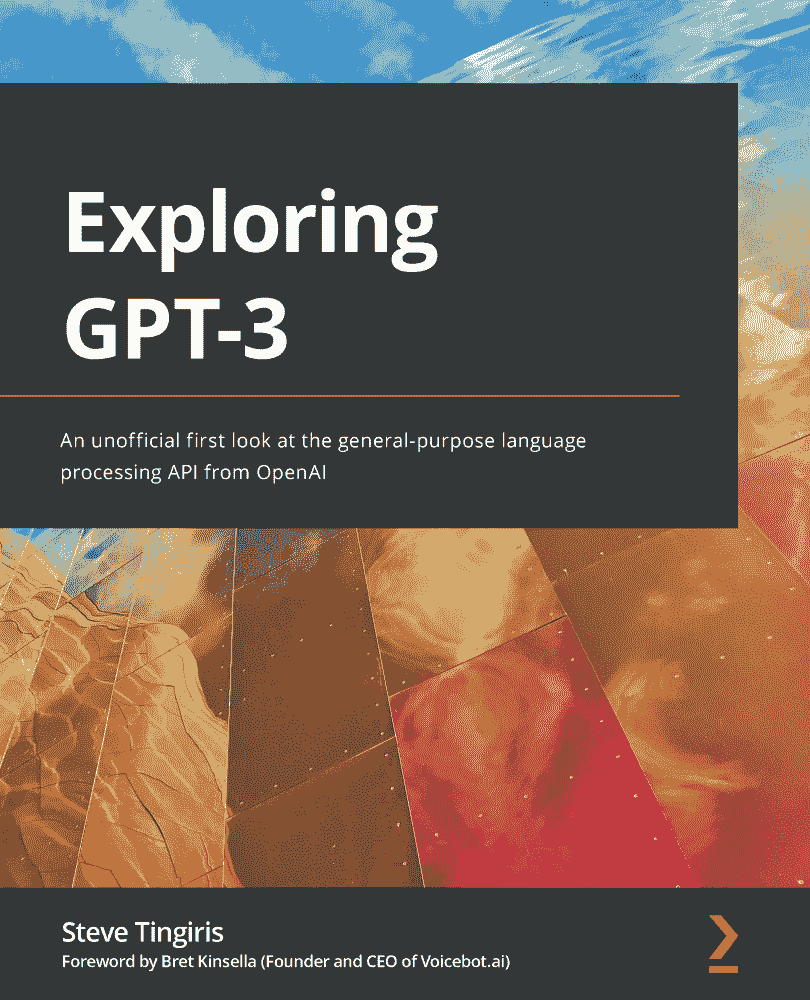 Exploring
GPT-3
An unofficial first look at the general-purpose language
processing API from OpenAI
Steve Tingiris
Foreword by Bret Kinsella (Founder and CEO of Voicebot.ai)